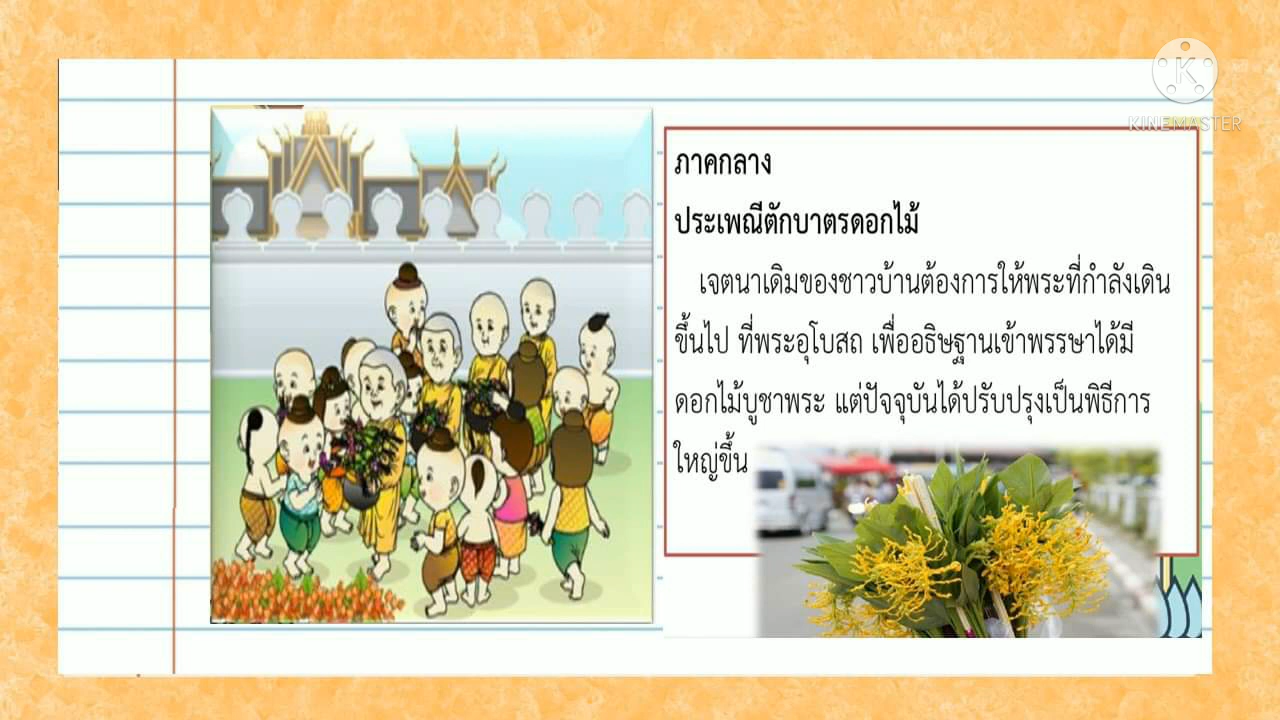 K
KINEMASTER
ภาคกลาง
ประเพณีตักบาตรดอกไม้
เจตนาเดิมของชาวบ้านต้องการให้พระที่กำลังเดิน
ขึ้นไป ที่พระอุโบสถ เพื่ออธิษฐานเข้าพรรษาได้มี
ดอกไม้บูชาพระ แต่ปัจจุบันได้ปรับปรุงเป็นพิธีการ
ใหญ่ขึ้น